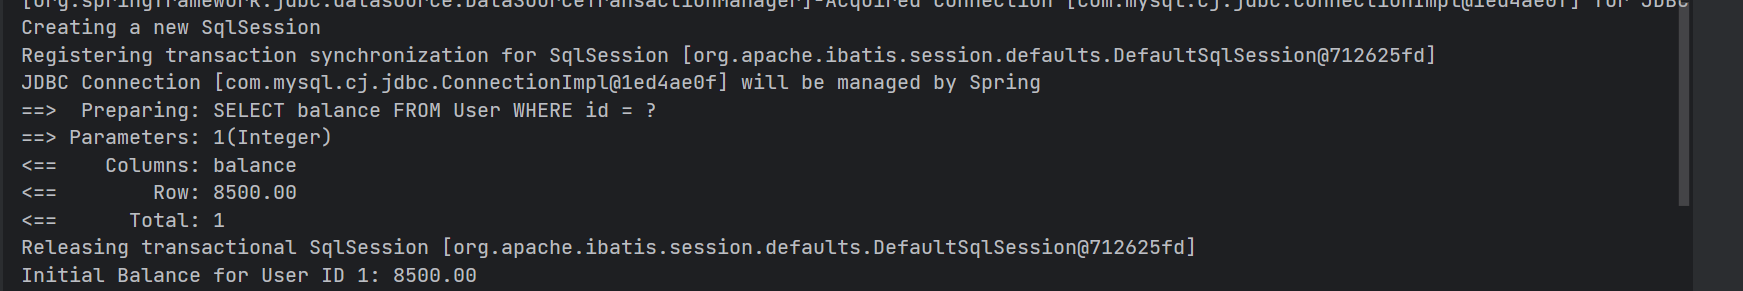 [org.springframework.jdbc.datasource.DataSourceTransactionManager]-Acquired Connection [com.mysql.cj.jdbc.ConnectionImpl@1ed4ae0f] for JDBC
Creating a new SqlSession
Registering transaction synchronization for SqlSession [org.apache.ibatis.session.defaults.DefaultSqlSession@712625fd]
JDBC Connection [com.mysql.cj.jdbc.ConnectionImpl@1ed4ae0f] will be managed by Spring
==>  Preparing: SELECT balance FROM User WHERE id = ?
==> Parameters: 1(Integer)
<==    Columns: balance
<==        Row: 8500.00
<==      Total: 1
Releasing transactional SqlSession [org.apache.ibatis.session.defaults.DefaultSqlSession@712625fd]
Initial Balance for User ID 1: 8500.00